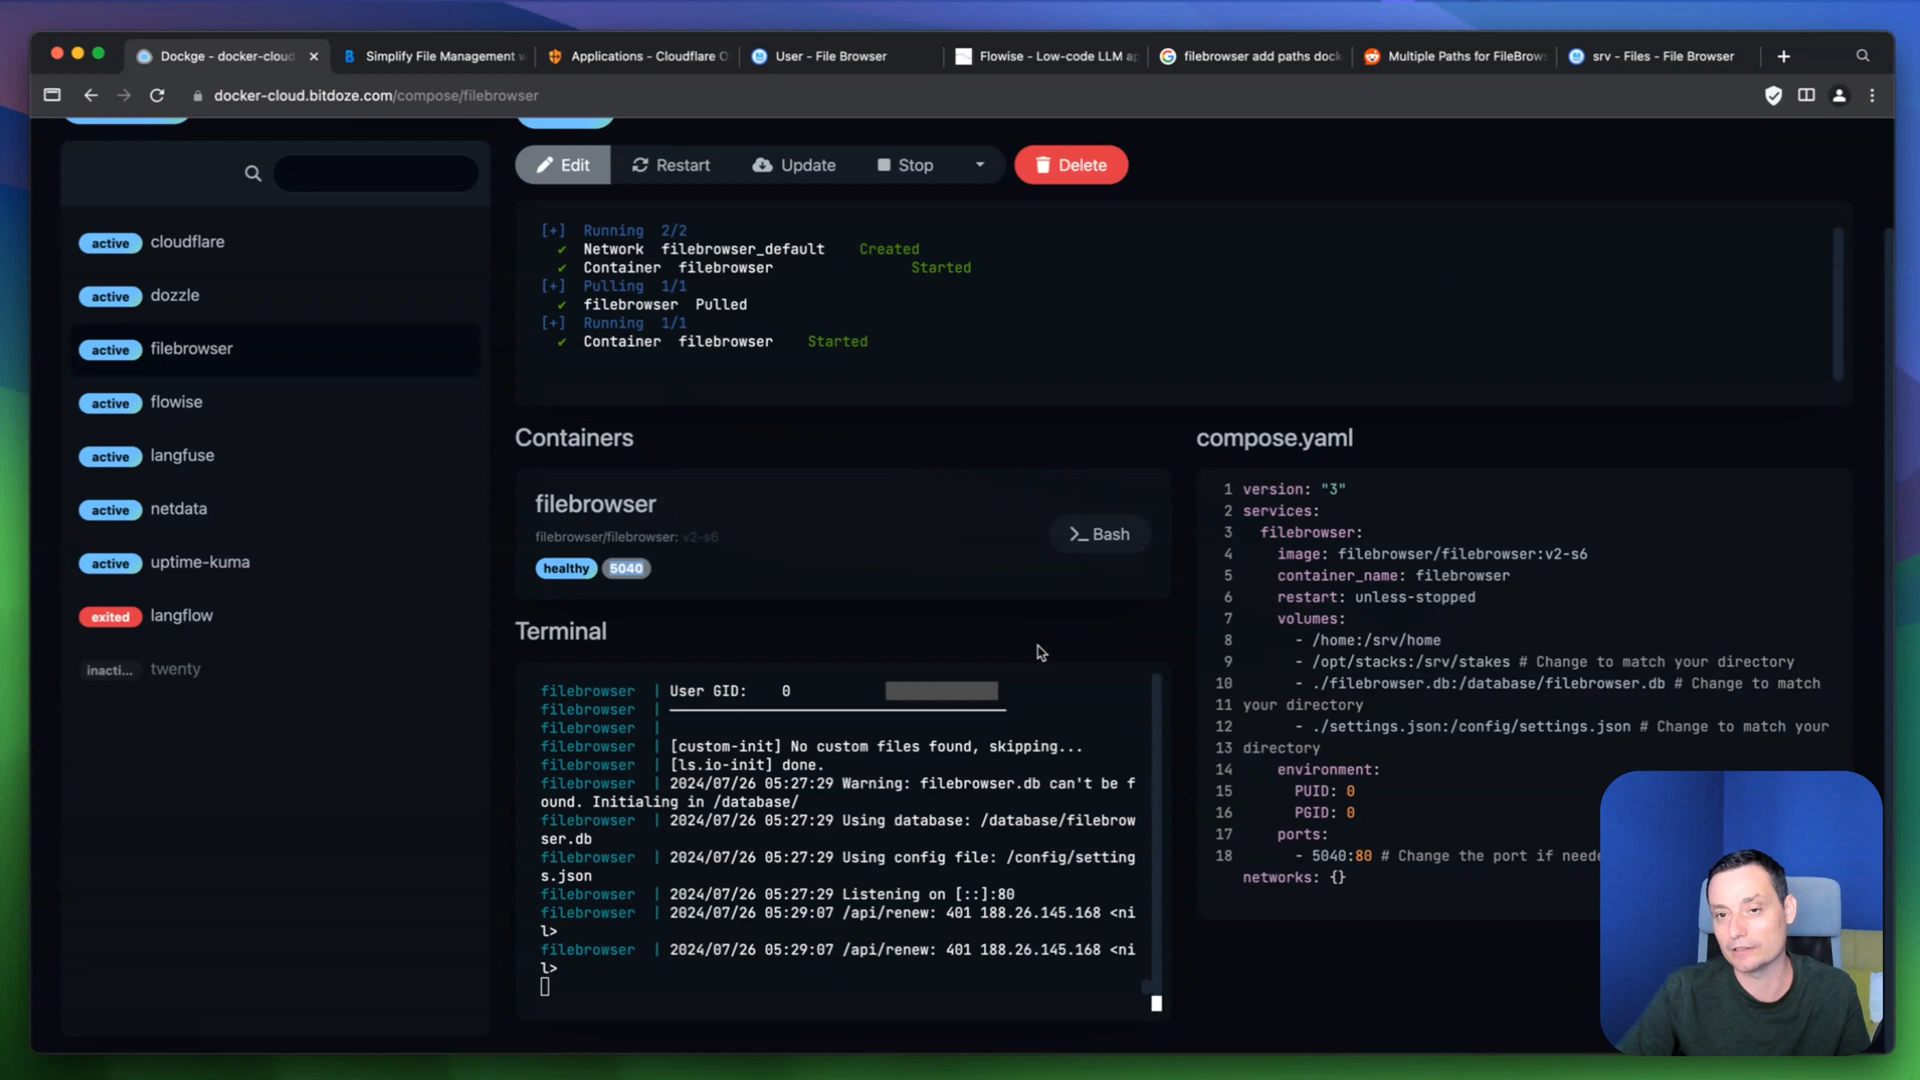 Dockge - docker-cloud
Simplify File Management w
Applications - Cloudflare O
User - File Browser
Flowise - Low-code LLM ap
filebrowser add paths dock
Multiple Paths for FileBrows
srv - Files - File Browser
docker-cloud.bitdoze.com/compose/filebrowser
Edit
Restart
Update
Stop
Delete
active cloudflare
active dozzle
active filebrowser
active flowise
active langfuse
active netdata
active uptime-kuma
exited langflow
inacti... twenty
[+] Running 2/2
✔ Network filebrowser_default Created
✔ Container filebrowser Started
[+] Pulling 1/1
✔ filebrowser Pulled
[+] Running 1/1
✔ Container filebrowser Started
Containers
filebrowser
filebrowser/filebrowser: v2-s6
healthy 5040
>_ Bash
Terminal
filebrowser | User GID: 0
filebrowser | ───────────────────────────────────────
filebrowser |
filebrowser | [custom-init] No custom files found, skipping...
filebrowser | [ls.io-init] done.
filebrowser | 2024/07/26 05:27:29 Warning: filebrowser.db can't be f
ound. Initialing in /database/
filebrowser | 2024/07/26 05:27:29 Using database: /database/filebrow
ser.db
filebrowser | 2024/07/26 05:27:29 Using config file: /config/setting
s.json
filebrowser | 2024/07/26 05:27:29 Listening on [::]:80
filebrowser | 2024/07/26 05:29:07 /api/renew: 401 188.26.145.168 <ni
l>
filebrowser | 2024/07/26 05:29:07 /api/renew: 401 188.26.145.168 <ni
l>
compose.yaml
1 version: "3"
2 services:
3 filebrowser:
4 image: filebrowser/filebrowser:v2-s6
5 container_name: filebrowser
6 restart: unless-stopped
7 volumes:
8 - /home:/srv/home
9 - /opt/stacks:/srv/stakes # Change to match your directory
10 - ./filebrowser.db:/database/filebrowser.db # Change to match
11 your directory
12 - ./settings.json:/config/settings.json # Change to match your
13 directory
14 environment:
15 PUID: 0
16 PGID: 0
17 ports:
18 - 5040:80 # Change the port if neede
networks: {}